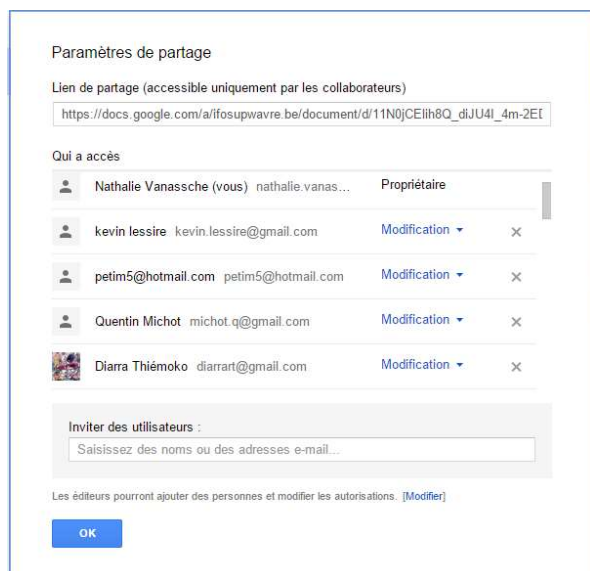 Paramètres de partage
Lien de partage (accessible uniquement par les collaborateurs)
https://docs.google.com/a/ifosupwavre.be/document/d/11N0jCEIih8Q_diJU4I_4m-2EI
Qui a accès
Nathalie Vanassche (vous) nathalie.vanas... Propriétaire
kevin lessire kevin.lessire@gmail.com Modification
petim5@hotmail.com petim5@hotmail.com Modification
Quentin Michot michot.q@gmail.com Modification
Diarra Thiémoko diarrart@gmail.com Modification
Inviter des utilisateurs :
Saisissez des noms ou des adresses e-mail...
Les éditeurs pourront ajouter des personnes et modifier les autorisations. [Modifier]
OK